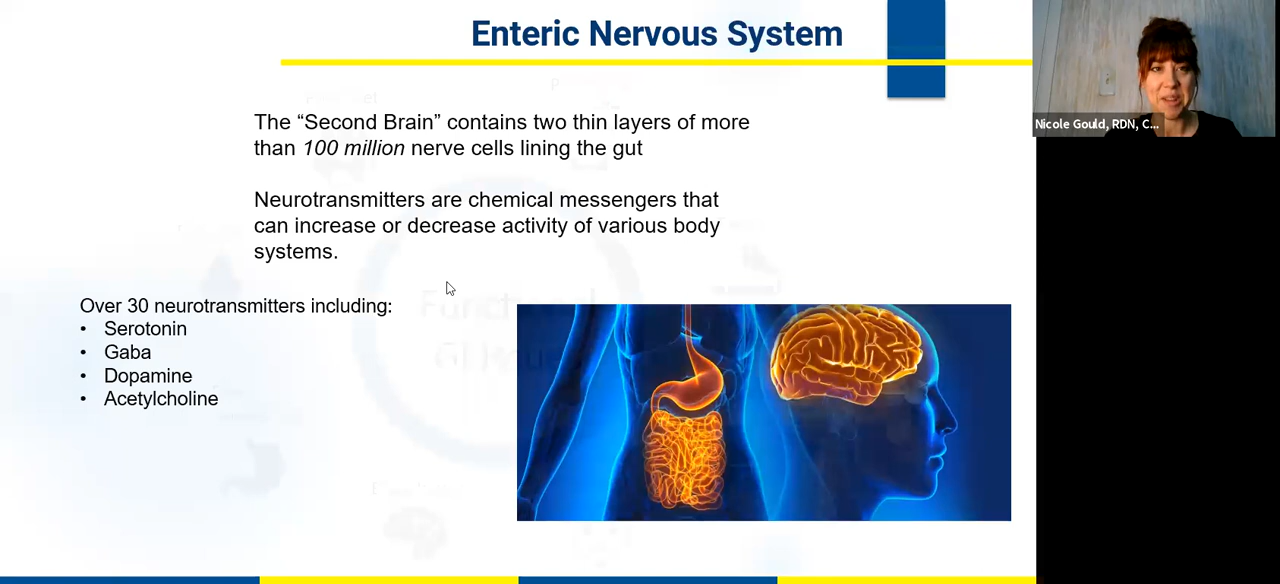 Enteric Nervous System
Nicole Gould, RDN, C...
The “Second Brain” contains two thin layers of more
than 100 million nerve cells lining the gut
Neurotransmitters are chemical messengers that
can increase or decrease activity of various body
systems.
Over 30 neurotransmitters including:
• Serotonin
• Gaba
• Dopamine
• Acetylcholine